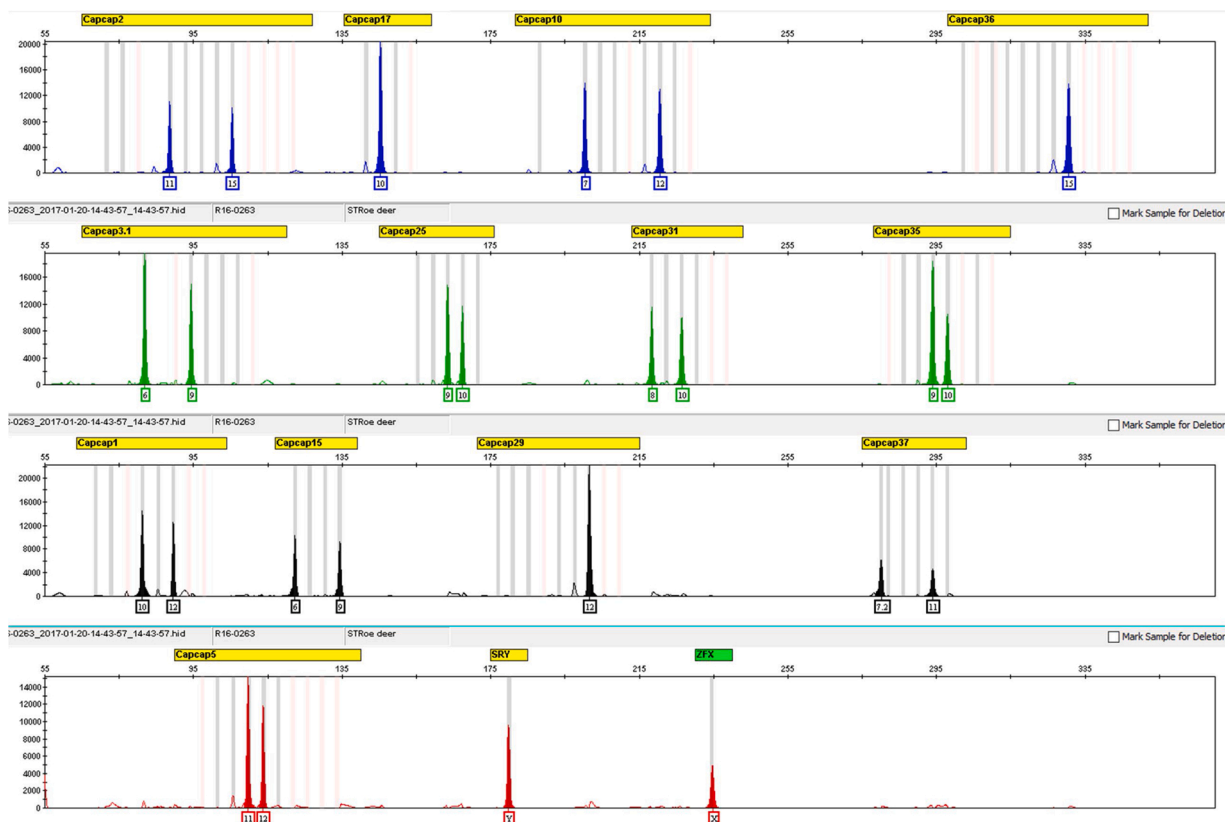 Capcap2 Capcap17 Capcap10 Capcap36
55 95 135 175 215 255 295 335
20000
16000
12000
8000
4000
0
11 15 10 7 12 15
-0263_2017-01-20-14-43-57_14-43-57.hid R16-0263 STRoe deer Mark Sample for Deletion
Capcap3.1 Capcap25 Capcap31 Capcap35
55 95 135 175 215 255 295 335
16000
12000
8000
4000
0
6 9 9 10 8 10 9 10
-0263_2017-01-20-14-43-57_14-43-57.hid R16-0263 STRoe deer Mark Sample for Deletion
Capcap1 Capcap15 Capcap29 Capcap37
55 95 135 175 215 255 295 335
20000
16000
12000
8000
4000
0
10 12 6 9 12 7.2 11
-0263_2017-01-20-14-43-57_14-43-57.hid R16-0263 STRoe deer Mark Sample for Deletion
Capcap5 SRY ZFX
55 95 135 175 215 255 295 335
14000
12000
10000
8000
6000
4000
2000
0
11 12 Y X